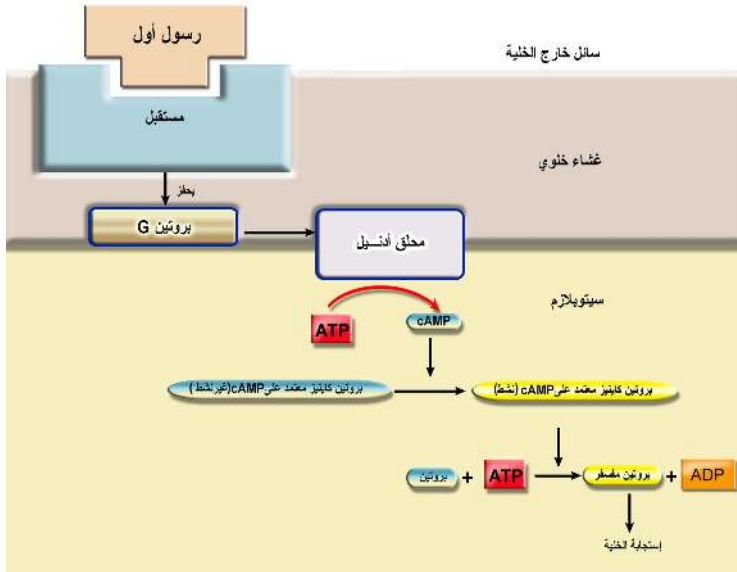 رسول أول
سائل خارج الخلية
مستقبل
غشاء خلوي
يحفز
بروتين G
محلق أدنـيل
سيتوبلازم
ATP
cAMP
بروتين كاينيز معتمد على cAMP (نشط)
بروتين كاينيز معتمد على cAMP(غير نشط)
بروتين + ATP
بروتين مفسفر + ADP
إستجابة الخلية